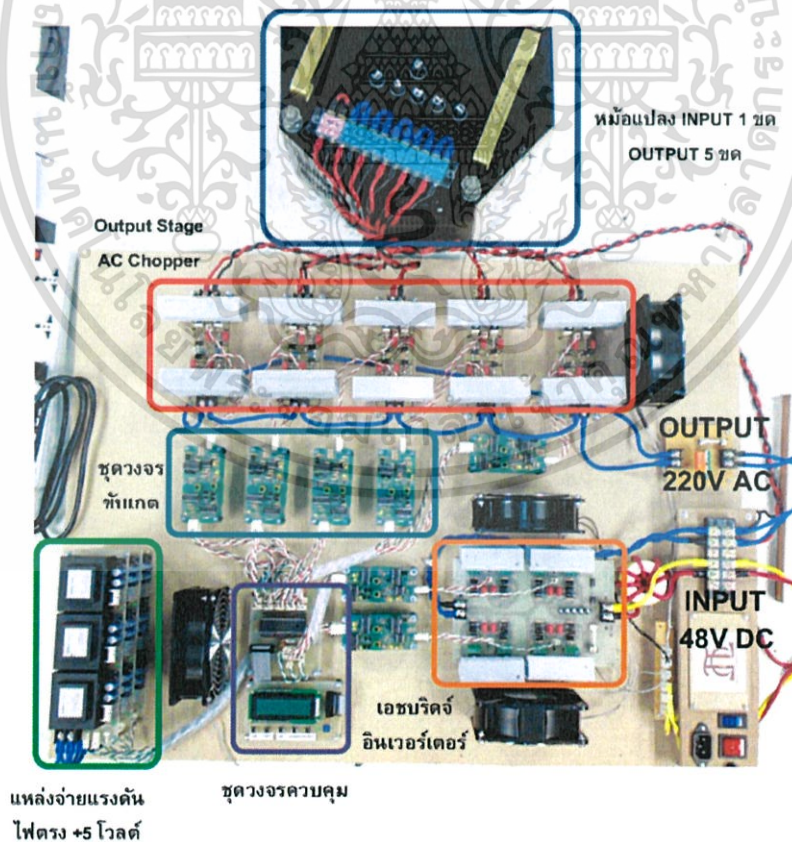 หม้อแปลง INPUT 1 ขด
OUTPUT 5 ขด
Output Stage
AC Chopper
OUTPUT
220V AC
ชุดวงจร
ขับเกต
INPUT
48V DC
เอชบริดจ์
อินเวอร์เตอร์
ชุดวงจรควบคุม
แหล่งจ่ายแรงดัน
ไฟตรง +5 โวลต์